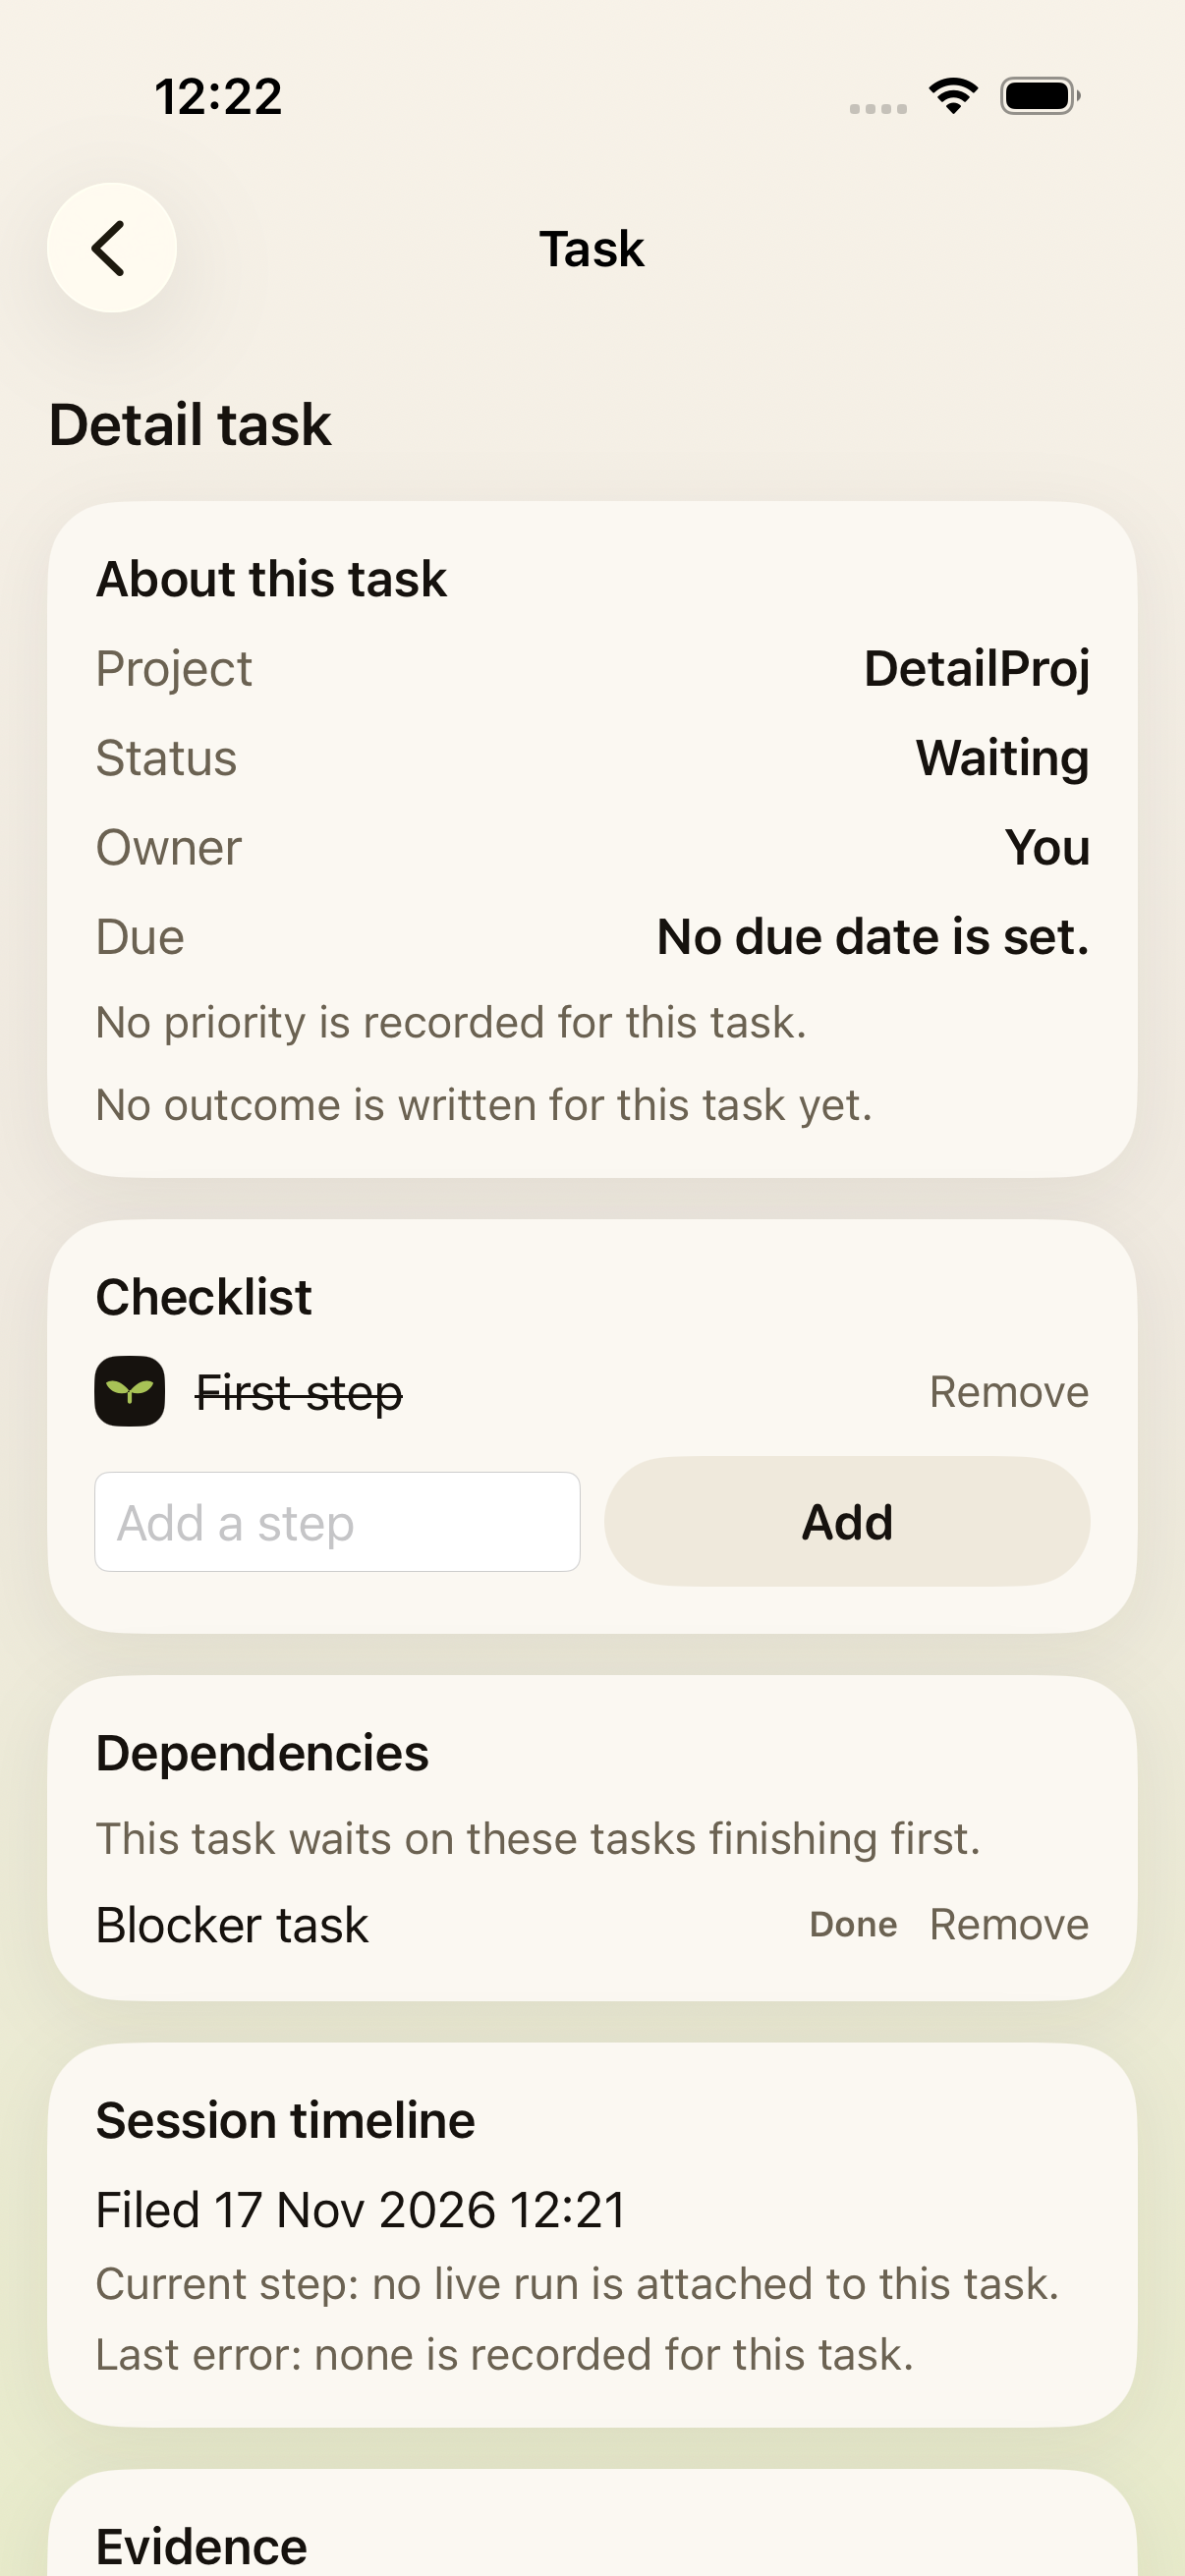 12:22
Task
Detail task
About this task
Project DetailProj
Status Waiting
Owner You
Due No due date is set.
No priority is recorded for this task.
No outcome is written for this task yet.
Checklist
First step Remove
Add a step Add
Dependencies
This task waits on these tasks finishing first.
Blocker task Done Remove
Session timeline
Filed 17 Nov 2026 12:21
Current step: no live run is attached to this task.
Last error: none is recorded for this task.
Evidence